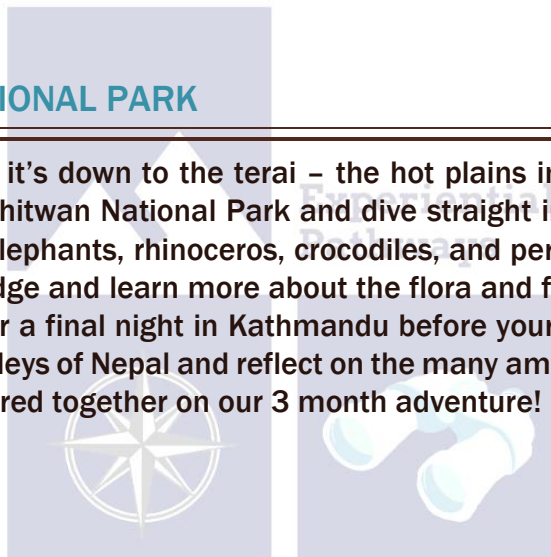 IONAL PARK
it's down to the terai – the hot plains in
hitwan National Park and dive straight i
lephants, rhinoceros, crocodiles, and per
dge and learn more about the flora and f
r a final night in Kathmandu before your
leys of Nepal and reflect on the many am
red together on our 3 month adventure!
Experiential
Pathways